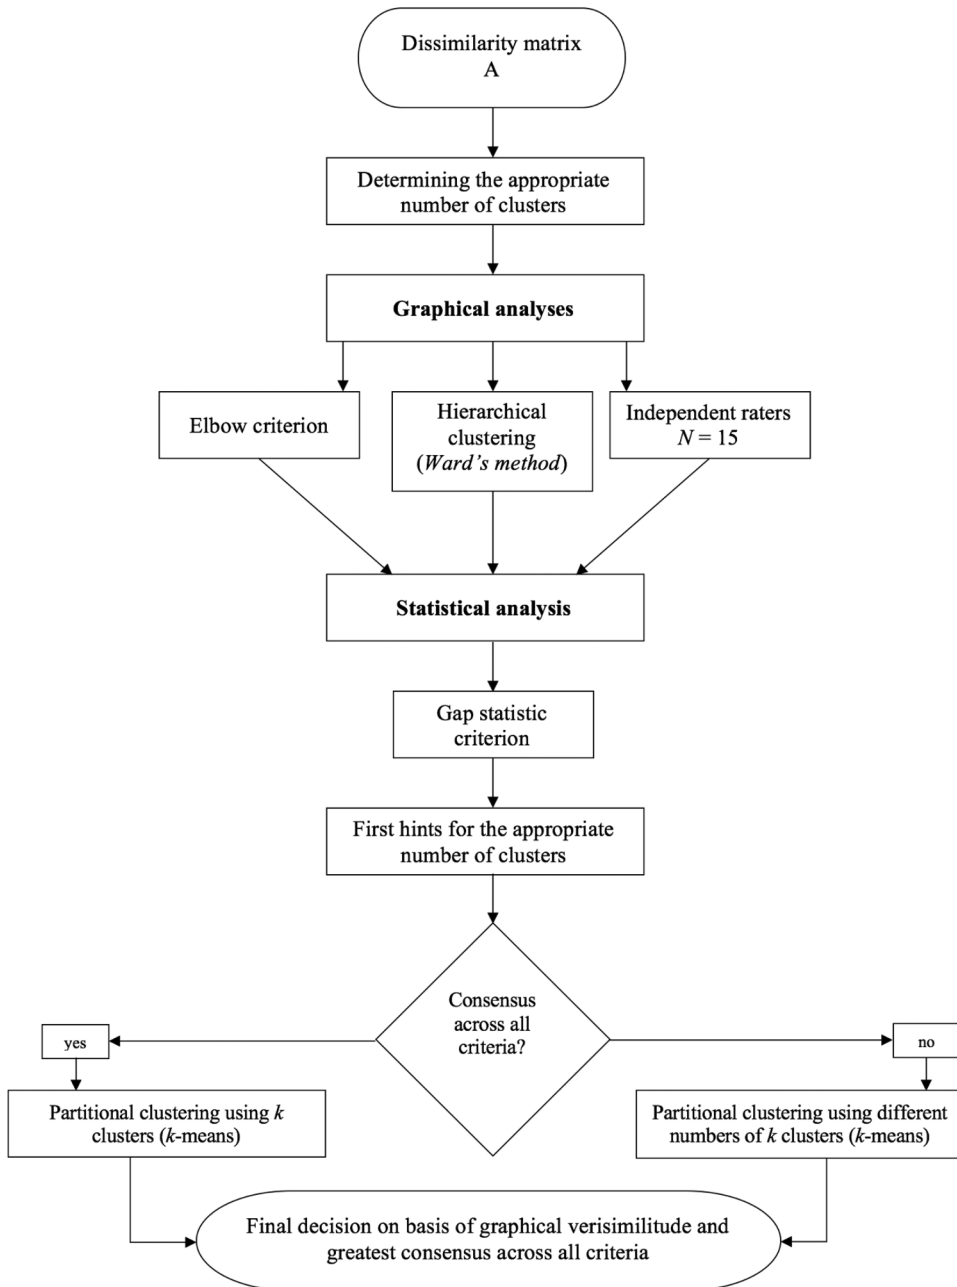 Dissimilarity matrix
A
Determining the appropriate
number of clusters
Graphical analyses
Elbow criterion
Hierarchical
clustering
(Ward's method)
Independent raters
N = 15
Statistical analysis
Gap statistic
criterion
First hints for the appropriate
number of clusters
Consensus
across all
criteria?
yes
no
Partitional clustering using k
clusters (k-means)
Partitional clustering using different
numbers of k clusters (k-means)
Final decision on basis of graphical verisimilitude and
greatest consensus across all criteria